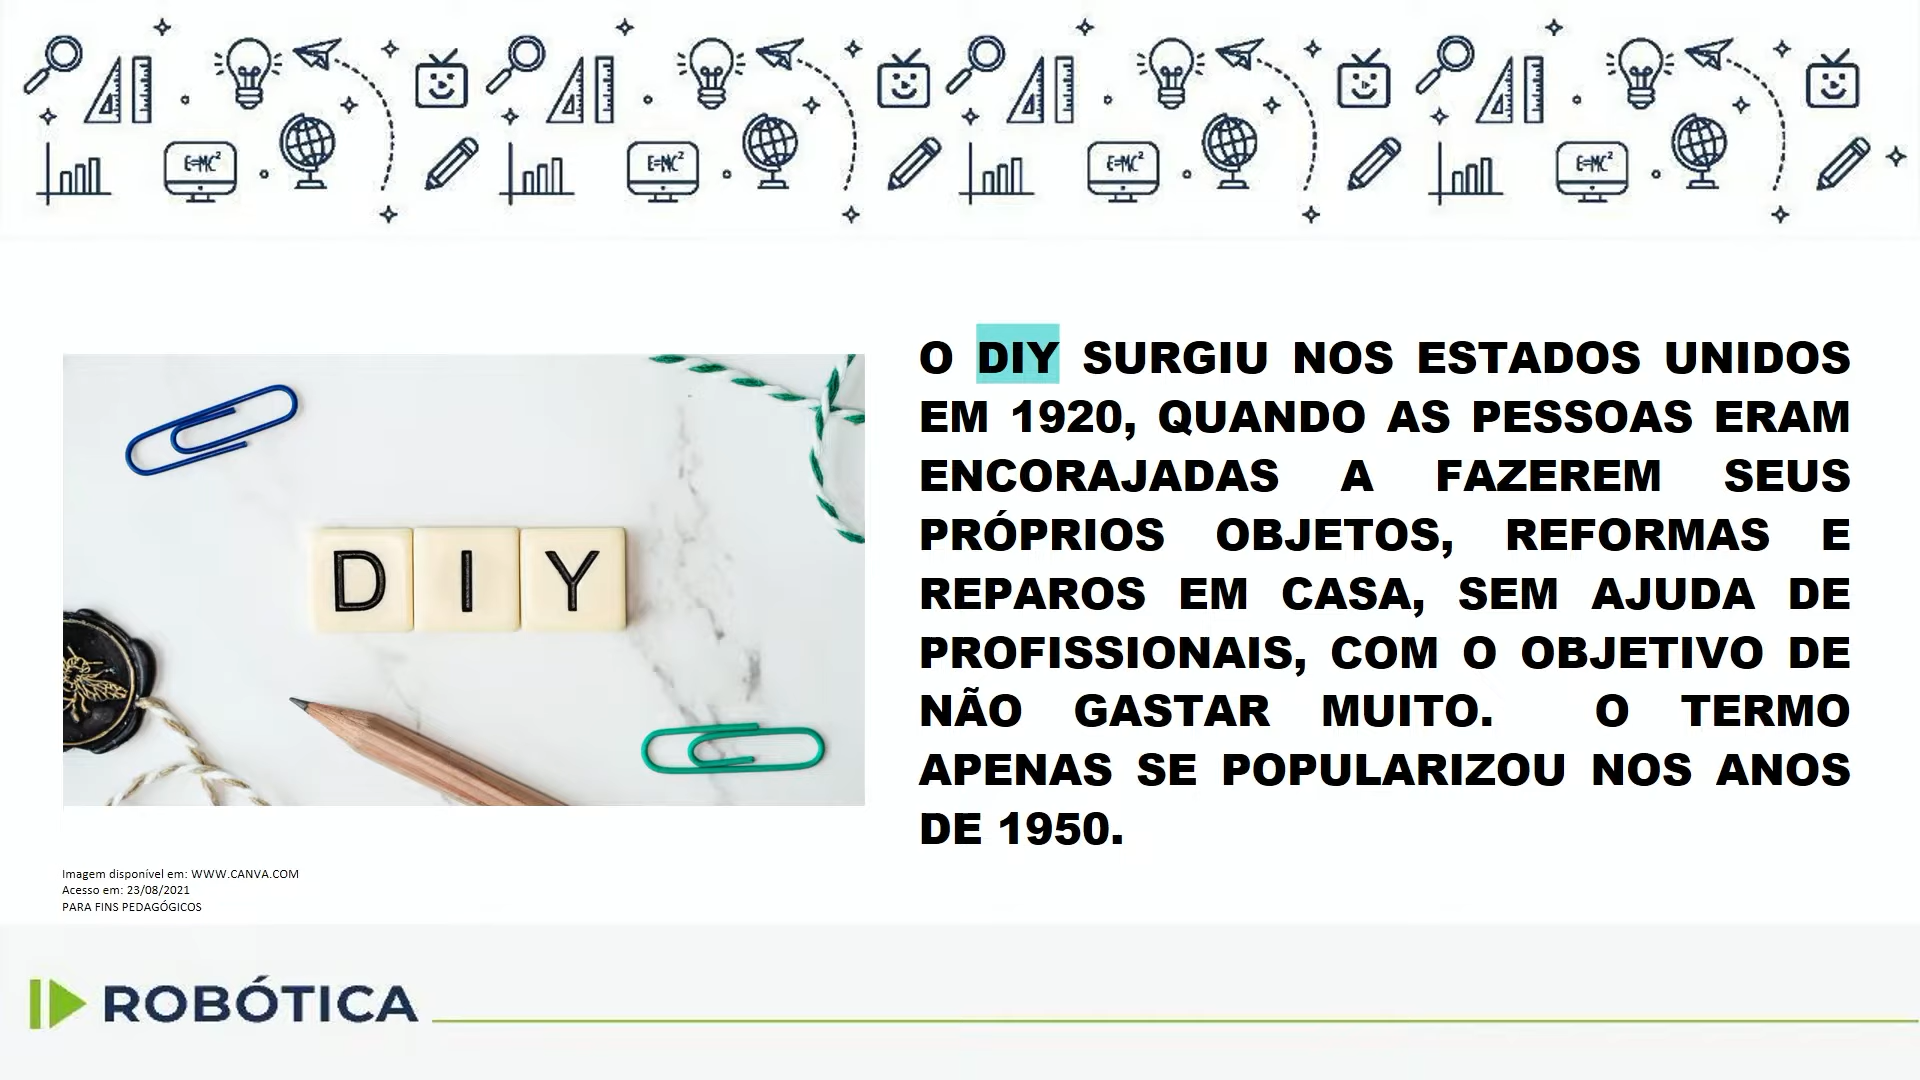 E=MC²
E=MC²
E=MC²
E=MC²
D I Y
O DIY SURGIU NOS ESTADOS UNIDOS
EM 1920, QUANDO AS PESSOAS ERAM
ENCORAJADAS A FAZEREM SEUS
PRÓPRIOS OBJETOS, REFORMAS E
REPAROS EM CASA, SEM AJUDA DE
PROFISSIONAIS, COM O OBJETIVO DE
NÃO GASTAR MUITO. O TERMO
APENAS SE POPULARIZOU NOS ANOS
DE 1950.
Imagem disponível em: WWW.CANVA.COM
Acesso em: 23/08/2021
PARA FINS PEDAGÓGICOS
ROBÓTICA